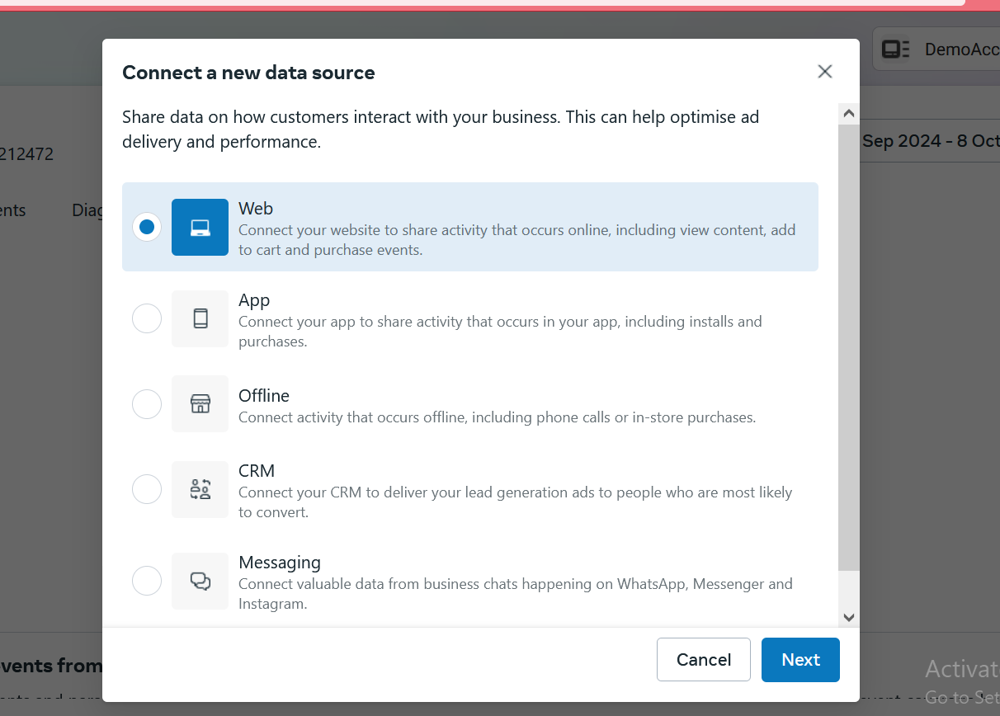 DemoAcc
Connect a new data source
Share data on how customers interact with your business. This can help optimise ad
delivery and performance.
Sep 2024 - 8 Oct
212472
ents
Diag
Web
Connect your website to share activity that occurs online, including view content, add
to cart and purchase events.
App
Connect your app to share activity that occurs in your app, including installs and
purchases.
Offline
Connect activity that occurs offline, including phone calls or in-store purchases.
CRM
Connect your CRM to deliver your lead generation ads to people who are most likely
to convert.
Messaging
Connect valuable data from business chats happening on WhatsApp, Messenger and
Instagram.
Cancel
Next
vents from
Activat
Go to Set